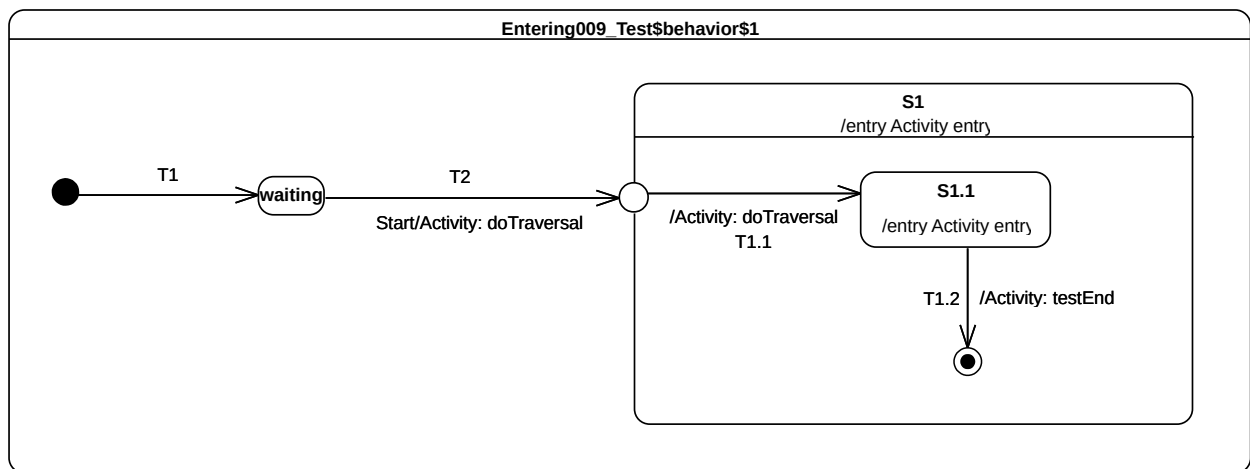 Entering009_Test$behavior$1
S1
/entry Activity entry
T1
waiting
T2
Start/Activity: doTraversal
/Activity: doTraversal
T1.1
S1.1
/entry Activity entry
T1.2
/Activity: testEnd